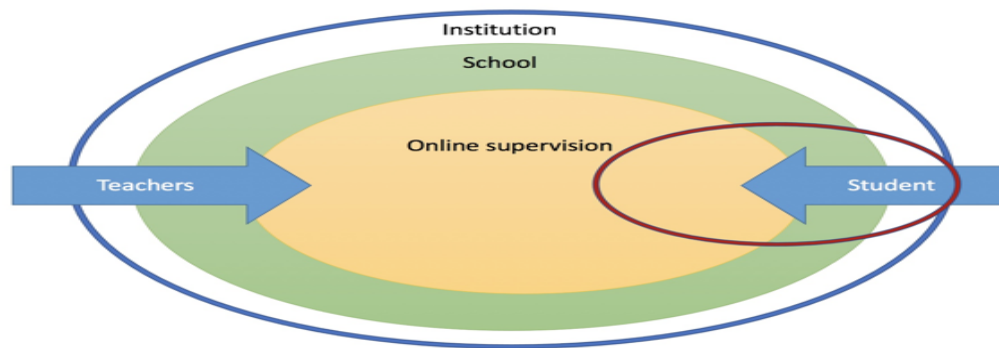 Institution
School
Online supervision
Teachers
Student